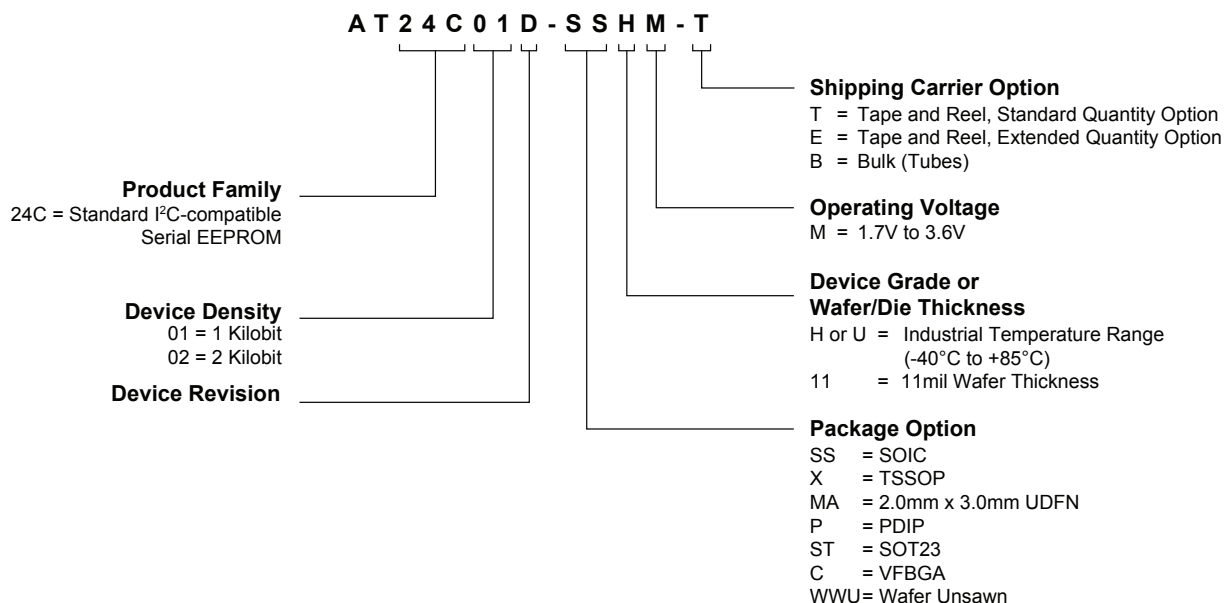 AT24C01D-SSHM-T
Shipping Carrier Option
T = Tape and Reel, Standard Quantity Option
E = Tape and Reel, Extended Quantity Option
B = Bulk (Tubes)
Product Family
24C = Standard I²C-compatible
Serial EEPROM
Operating Voltage
M = 1.7V to 3.6V
Device Grade or
Wafer/Die Thickness
H or U = Industrial Temperature Range
(-40°C to +85°C)
11 = 11mil Wafer Thickness
Device Density
01 = 1 Kilobit
02 = 2 Kilobit
Device Revision
Package Option
SS = SOIC
X = TSSOP
MA = 2.0mm x 3.0mm UDFN
P = PDIP
ST = SOT23
C = VFBGA
WWU= Wafer Unsawn